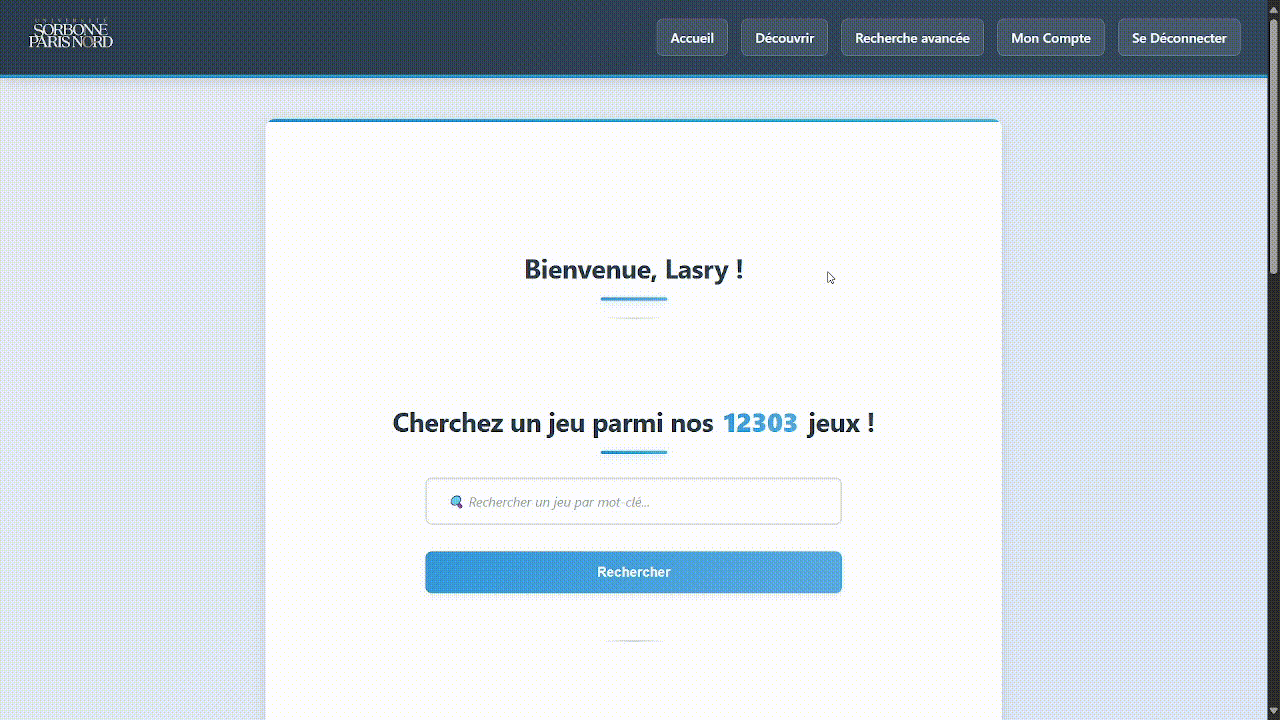 UNIVERSITÉ
SORBONNE
PARIS NORD
Accueil
Découvrir
Recherche avancée
Mon Compte
Se Déconnecter
Bienvenue, Lasry !
Cherchez un jeu parmi nos 12303 jeux !
Rechercher un jeu par mot-clé...
Rechercher